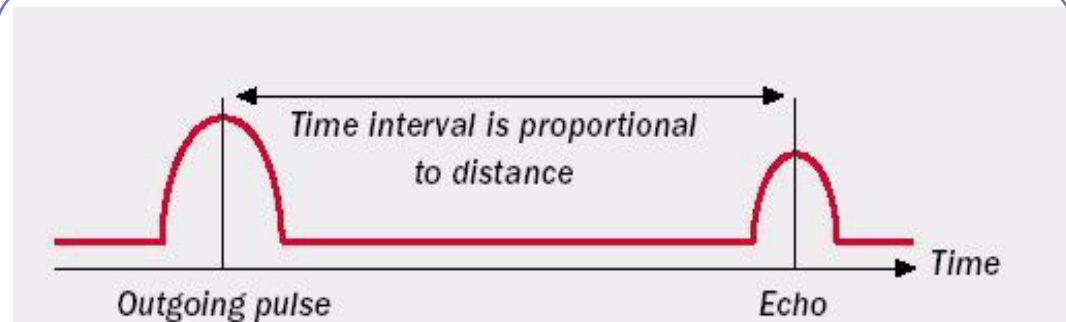 Time interval is proportional
to distance
Time
Outgoing pulse
Echo